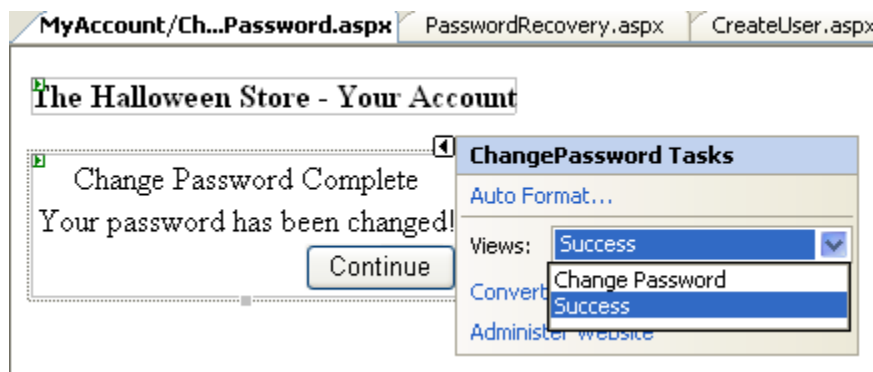 MyAccount/Ch...Password.aspx PasswordRecovery.aspx CreateUser.aspx
The Halloween Store - Your Account
Change Password Complete
Your password has been changed!
Continue
ChangePassword Tasks
Auto Format...
Views: Success
Change Password
Success
Convert
Administer Website